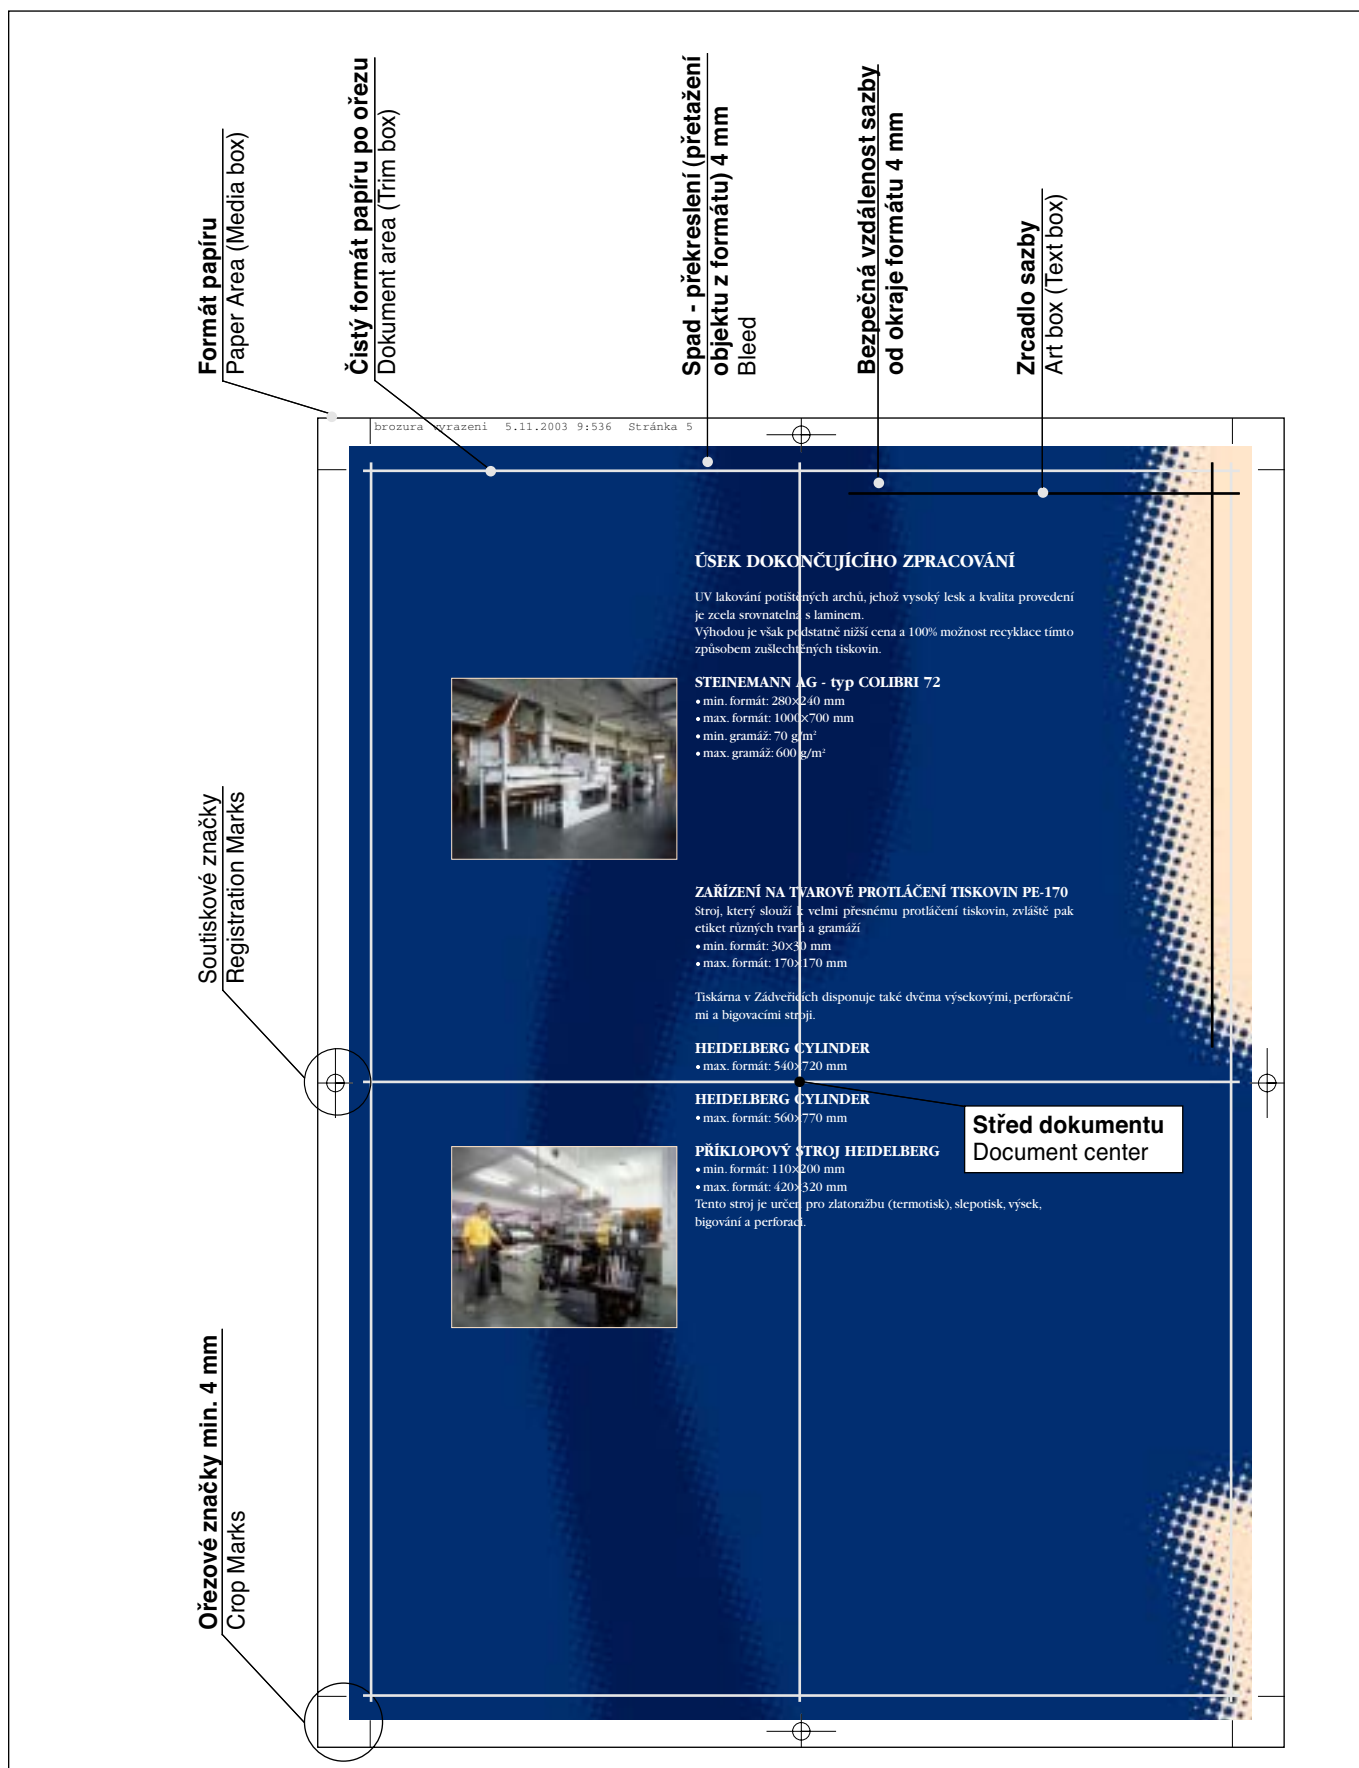 Formát papíru
Paper Area (Media box)
Čistý formát papíru po ořezu
Dokument area (Trim box)
Spad - překreslení (přetažení
objektu z formátu) 4 mm
Bleed
Bezpečná vzdálenost sazby
od okraje formátu 4 mm
Zrcadlo sazby
Art box (Text box)
brozura vyrazeni 5.11.2003 9:536 Stránka 5
ÚSEK DOKONČUJÍCÍHO ZPRACOVÁNÍ
UV lakování potištěných archů, jehož vysoký lesk a kvalita provedení
je zcela srovnatelná s laminem.
Výhodou je však podstatně nižší cena a 100% možnost recyklace tímto
způsobem zušlechtěných tiskovin.
STEINEMANN AG - typ COLIBRI 72
• min. formát: 280×240 mm
• max. formát: 1000×700 mm
• min. gramáž: 70 g/m²
• max. gramáž: 600 g/m²
Soutiskové značky
Registration Marks
ZAŘÍZENÍ NA TVAROVÉ PROTLÁČENÍ TISKOVIN PE-170
Stroj, který slouží k velmi přesnému protláčení tiskovin, zvláště pak
etiket různých tvarů a gramáží
• min. formát: 30×30 mm
• max. formát: 170×170 mm
Tiskárna v Zádveřicích disponuje také dvěma výsekovými, perforační-
mi a bigovacími stroji.
HEIDELBERG CYLINDER
• max. formát: 540×720 mm
HEIDELBERG CYLINDER
• max. formát: 560×770 mm
Střed dokumentu
Document center
PŘÍKLOPOVÝ STROJ HEIDELBERG
• min. formát: 110×200 mm
• max. formát: 420×320 mm
Tento stroj je určen pro zlatoražbu (termotisk), slepotisk, výsek,
bigování a perforaci.
Ořezové značky min. 4 mm
Crop Marks